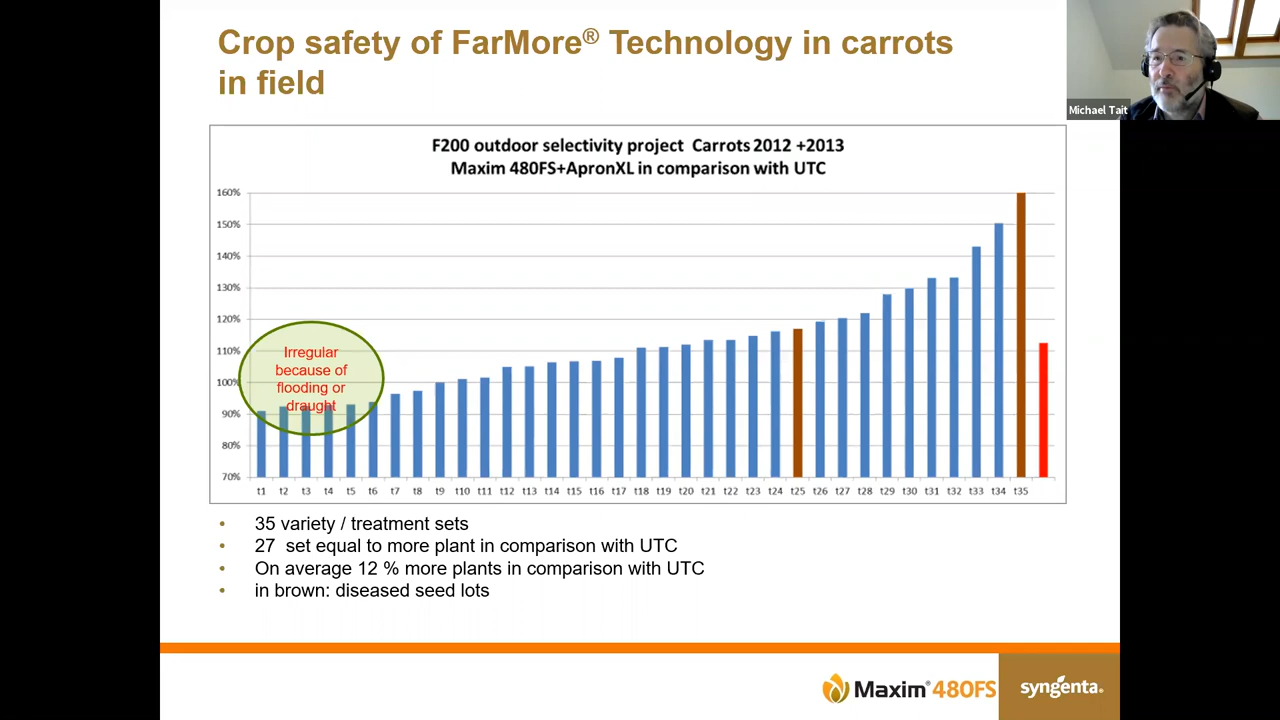 Crop safety of FarMore® Technology in carrots
in field
Michael Tait
F200 outdoor selectivity project Carrots 2012 +2013
Maxim 480FS+ApronXL in comparison with UTC
160%
150%
140%
130%
120%
110%
100%
90%
80%
70%
Irregular
because of
flooding or
draught
t1 t2 t3 t4 t5 t6 t7 t8 t9 t10 t11 t12 t13 t14 t15 t16 t17 t18 t19 t20 t21 t22 t23 t24 t25 t26 t27 t28 t29 t30 t31 t32 t33 t34 t35
• 35 variety / treatment sets
• 27 set equal to more plant in comparison with UTC
• On average 12 % more plants in comparison with UTC
• in brown: diseased seed lots
Maxim® 480FS
syngenta®